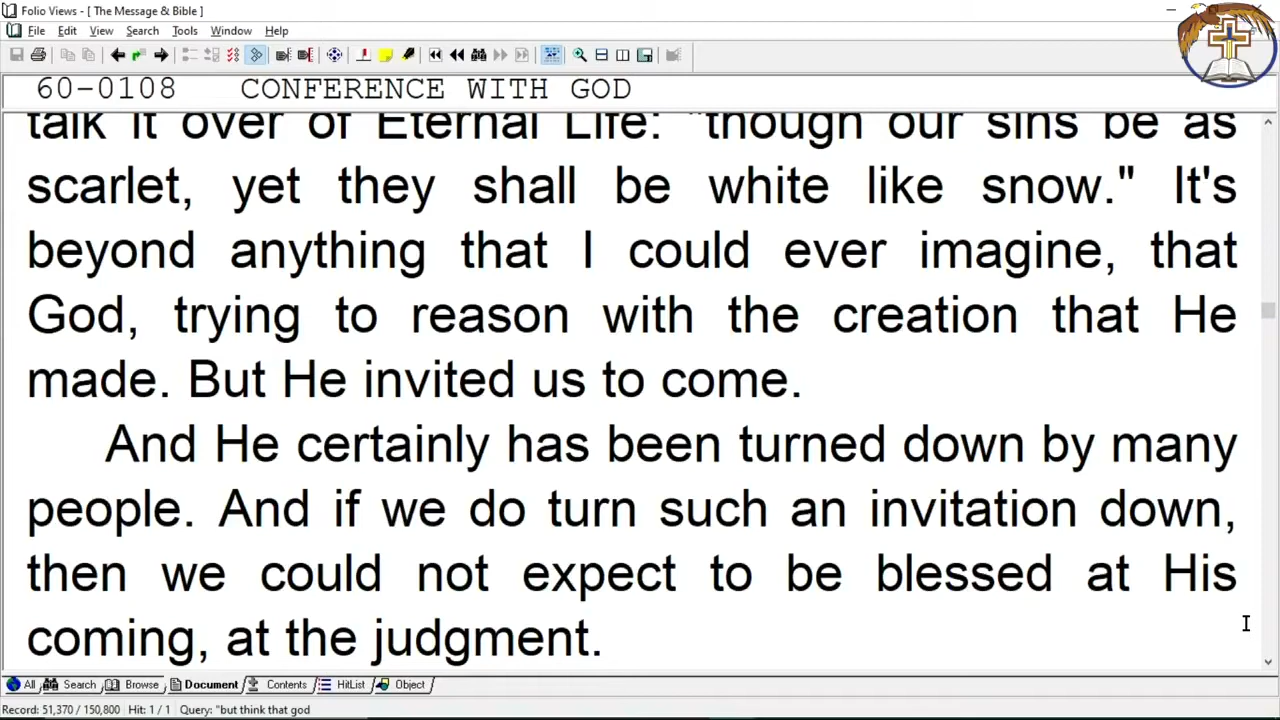 Folio Views - [ The Message & Bible ]
File Edit View Search Tools Window Help
60-0108 CONFERENCE WITH GOD
talk it over of Eternal Life: "though our sins be as
scarlet, yet they shall be white like snow." It's
beyond anything that I could ever imagine, that
God, trying to reason with the creation that He
made. But He invited us to come.
And He certainly has been turned down by many
people. And if we do turn such an invitation down,
then we could not expect to be blessed at His
coming, at the judgment.
All Search Browse Document Contents HitList Object
Record: 51,370 / 150,800 Hit: 1 / 1 Query: "but think that god